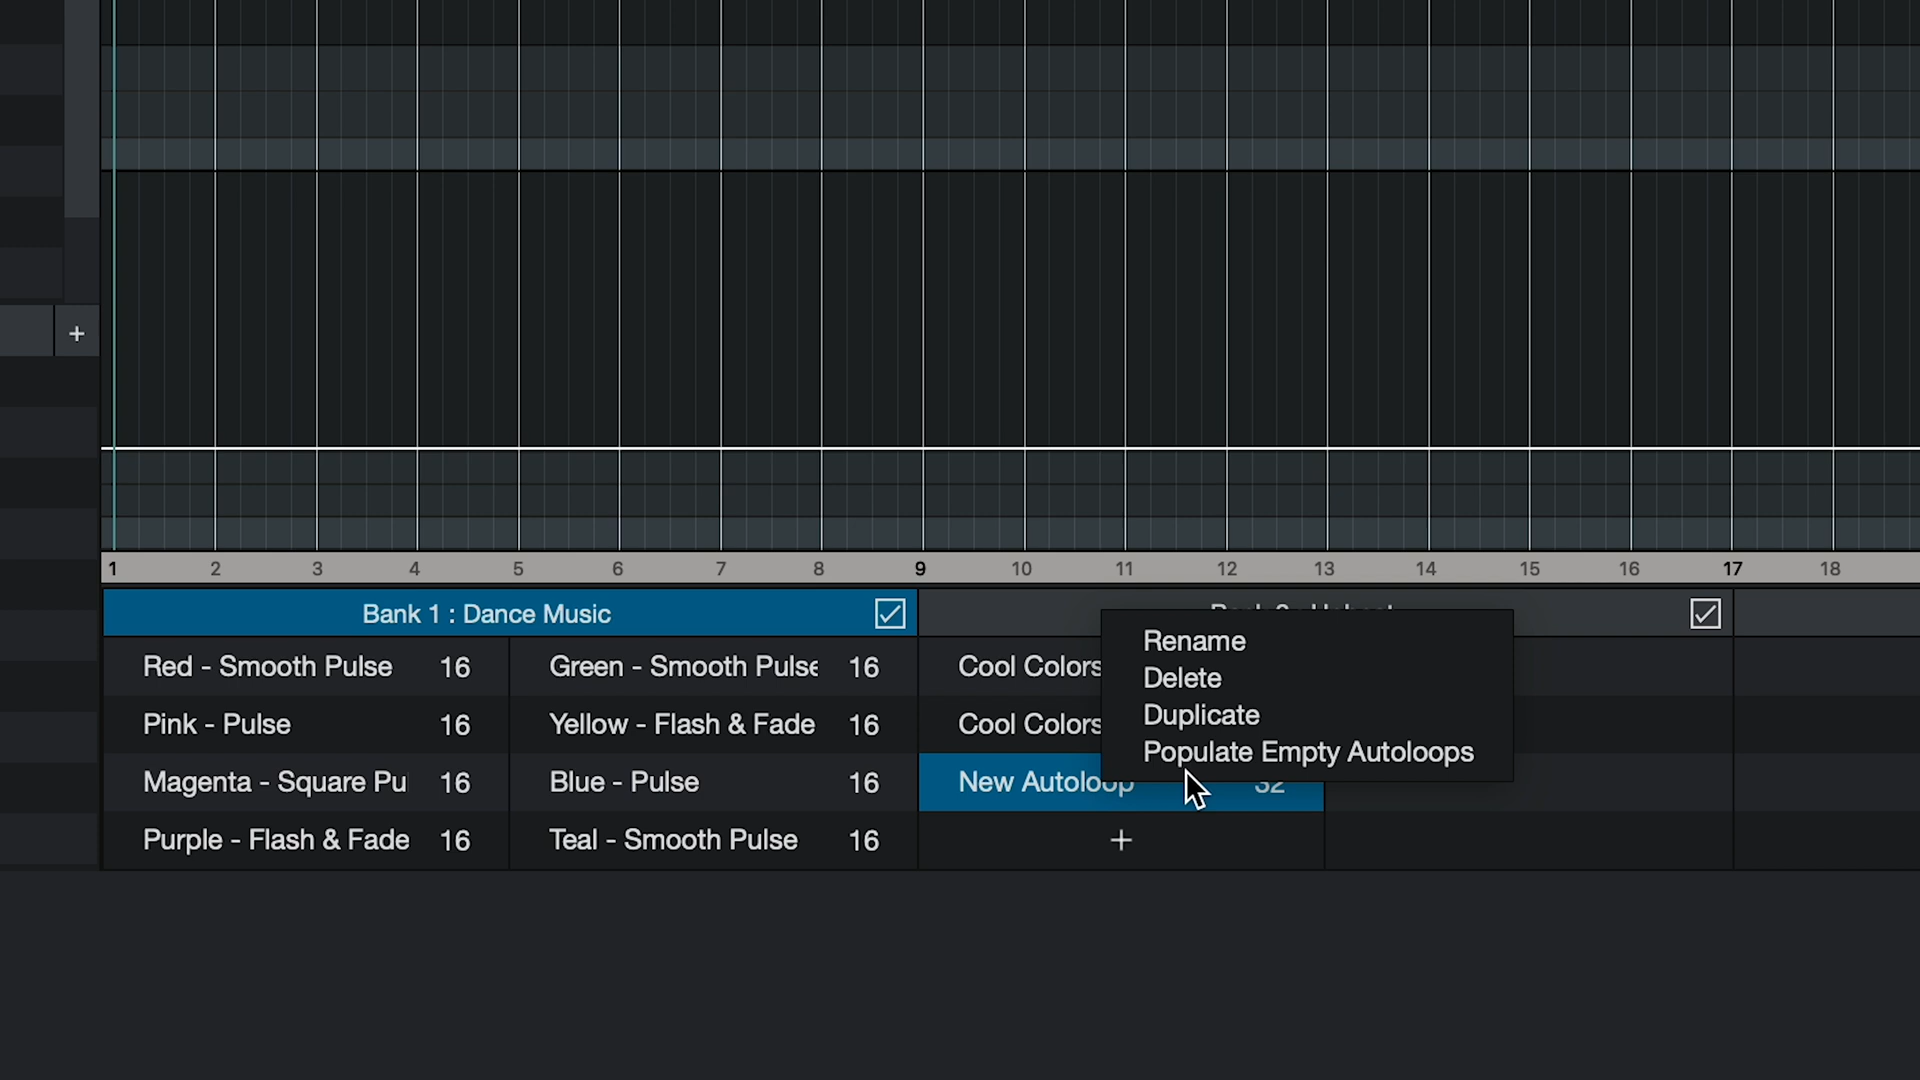 +
1 2 3 4 5 6 7 8 9 10 11 12 13 14 15 16 17 18
Bank 1 : Dance Music
Red - Smooth Pulse 16 Green - Smooth Pulse 16 Cool Colors
Pink - Pulse 16 Yellow - Flash & Fade 16 Cool Colors
Magenta - Square Pu 16 Blue - Pulse 16 New Autoloop 32
Purple - Flash & Fade 16 Teal - Smooth Pulse 16 +
Rename
Delete
Duplicate
Populate Empty Autoloops